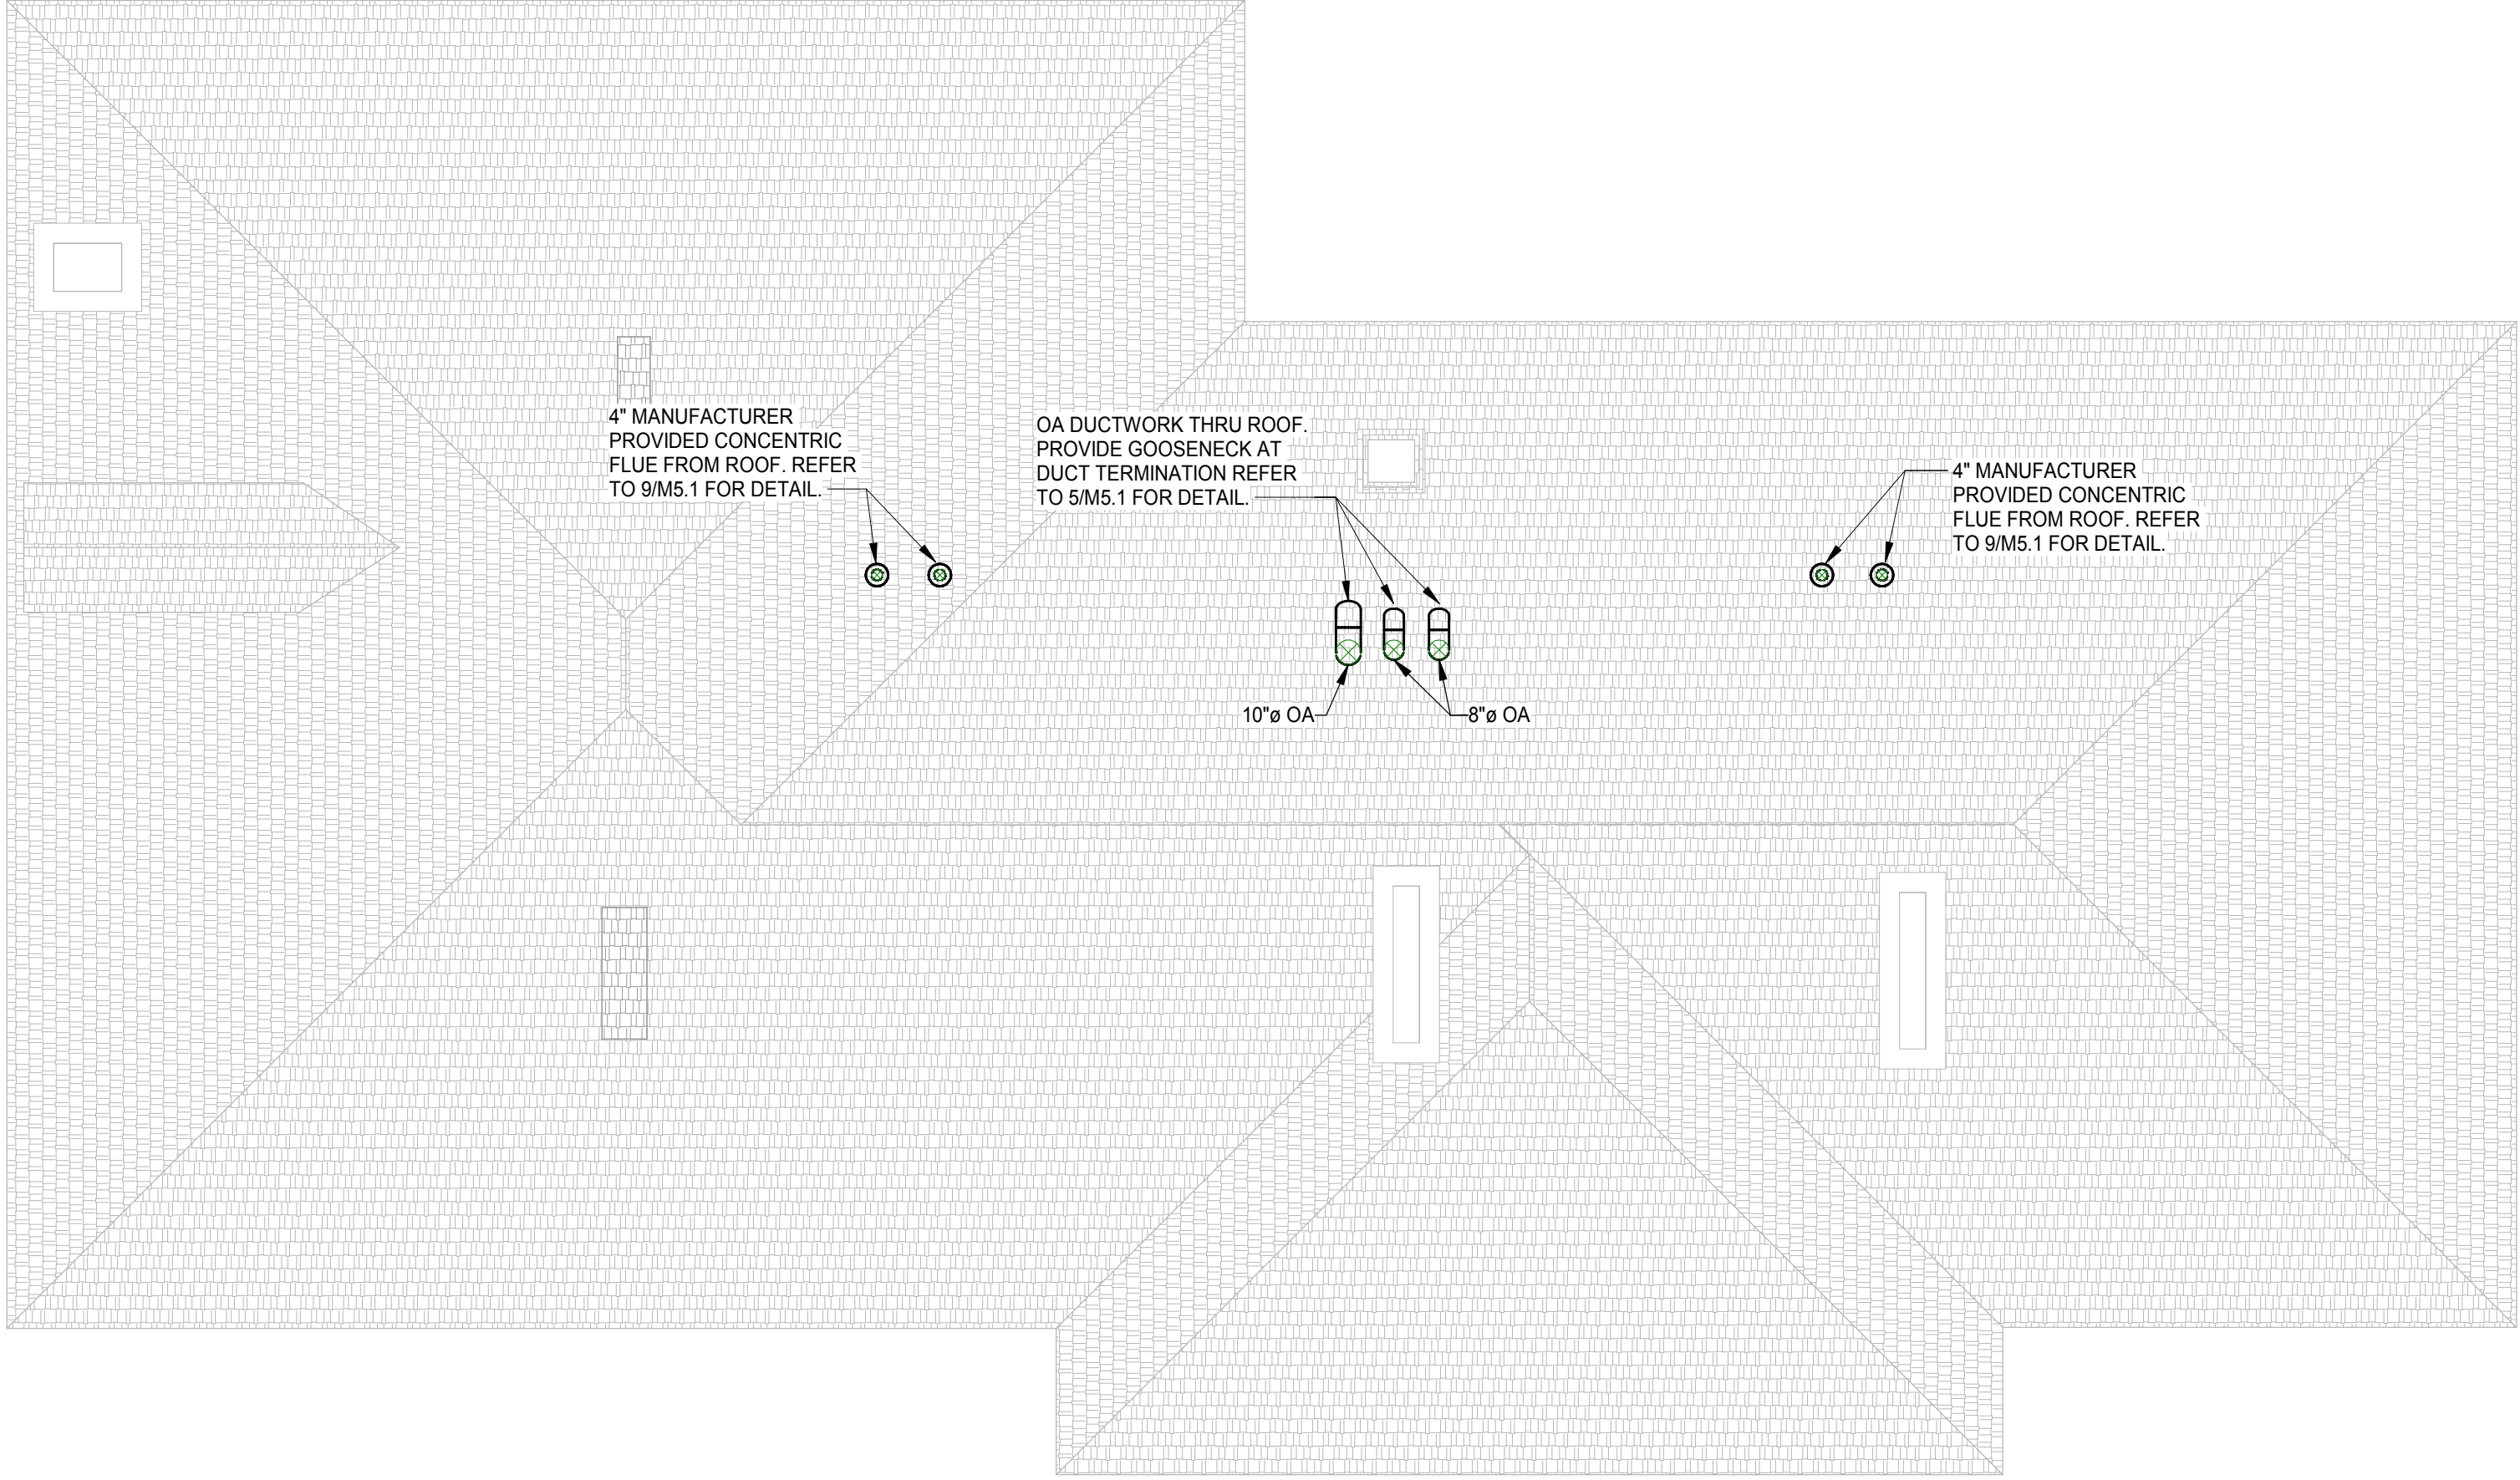 4" MANUFACTURER
PROVIDED CONCENTRIC
FLUE FROM ROOF. REFER
TO 9/M5.1 FOR DETAIL.
OA DUCTWORK THRU ROOF.
PROVIDE GOOSENECK AT
DUCT TERMINATION REFER
TO 5/M5.1 FOR DETAIL.
4" MANUFACTURER
PROVIDED CONCENTRIC
FLUE FROM ROOF. REFER
TO 9/M5.1 FOR DETAIL.
10"ø OA
8"ø OA